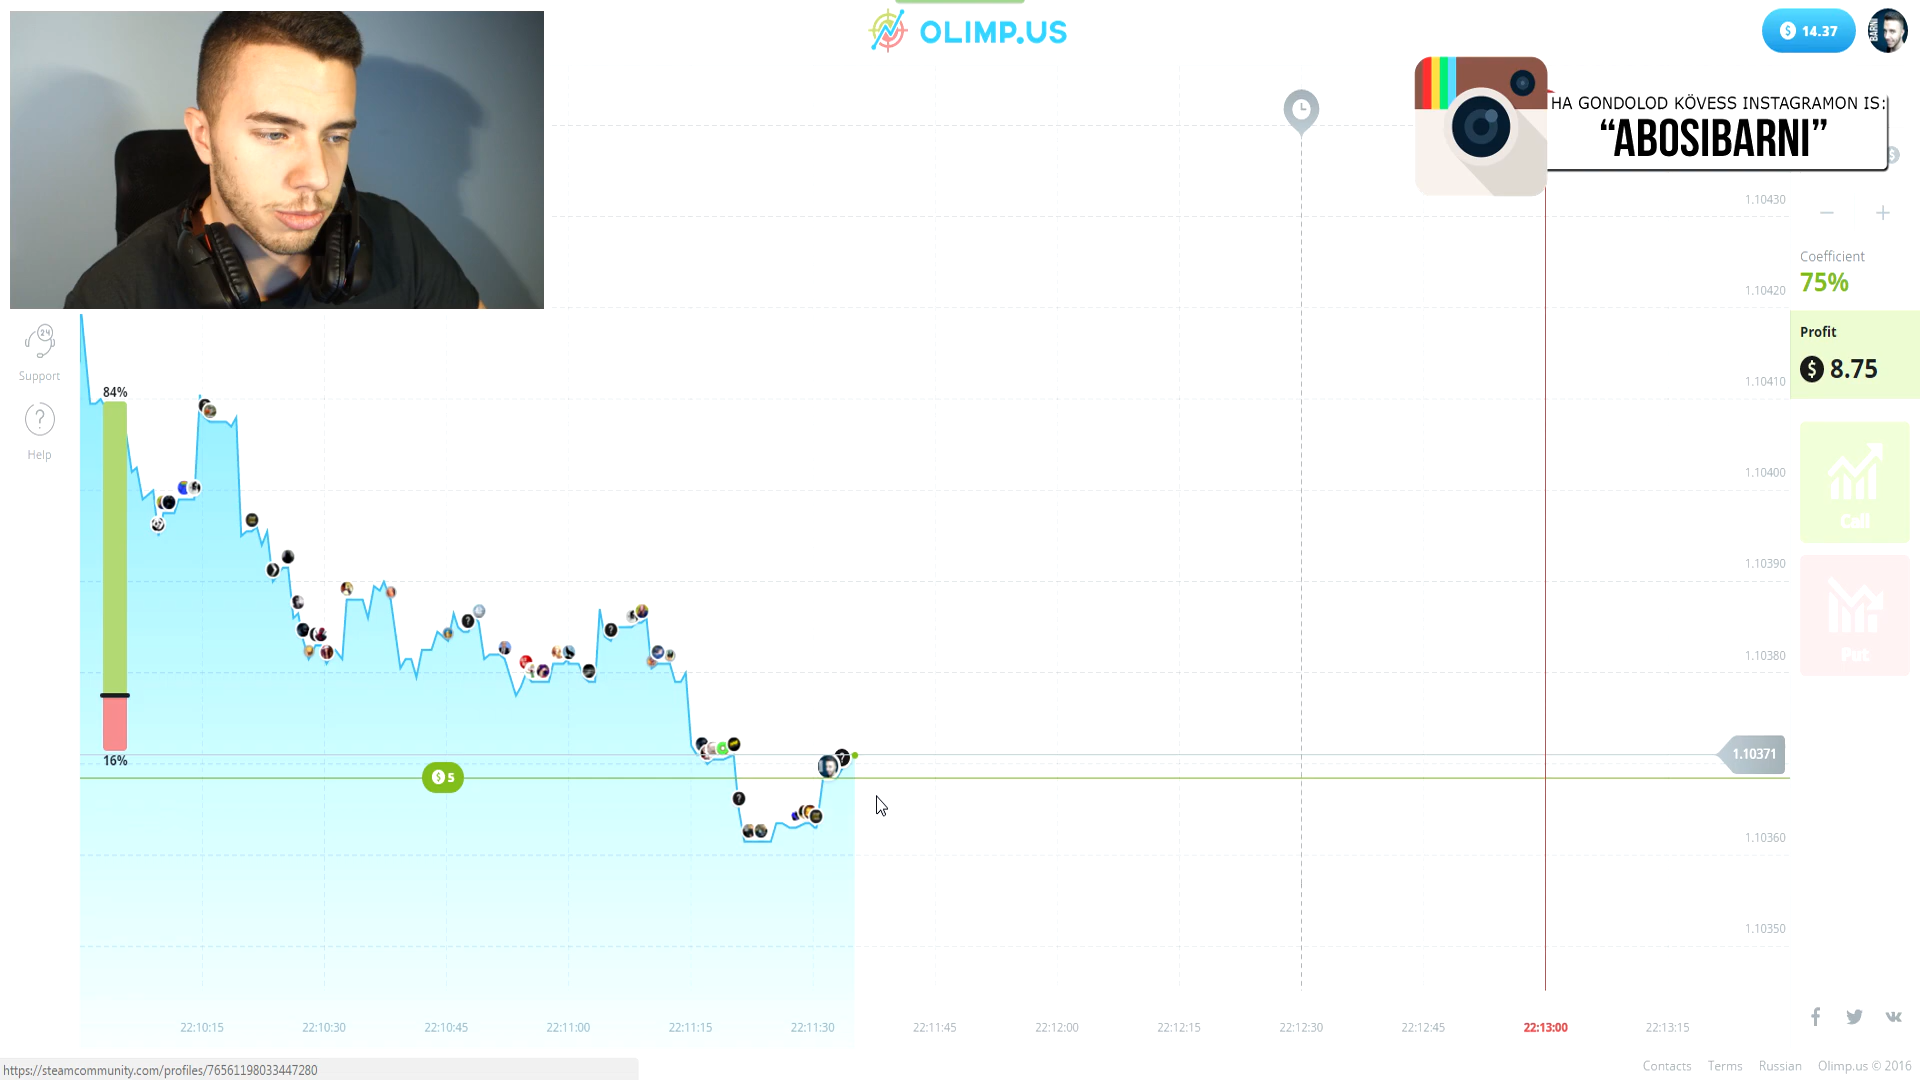 OLIMP.US
14.37
HA GONDOLOD KÖVESS INSTAGRAMON IS:
“ABOSIBARNI”
1.10430
Coefficient
75%
1.10420
Profit
8.75
1.10410
24
Support
84%
Help
1.10400
Call
1.10390
1.10380
Put
16%
5
1.10371
1.10360
1.10350
22:10:15
22:10:30
22:10:45
22:11:00
22:11:15
22:11:30
22:11:45
22:12:00
22:12:15
22:12:30
22:12:45
22:13:00
22:13:15
Contacts
Terms
Russian
Olimp.us © 2016
https://steamcommunity.com/profiles/76561198033447280